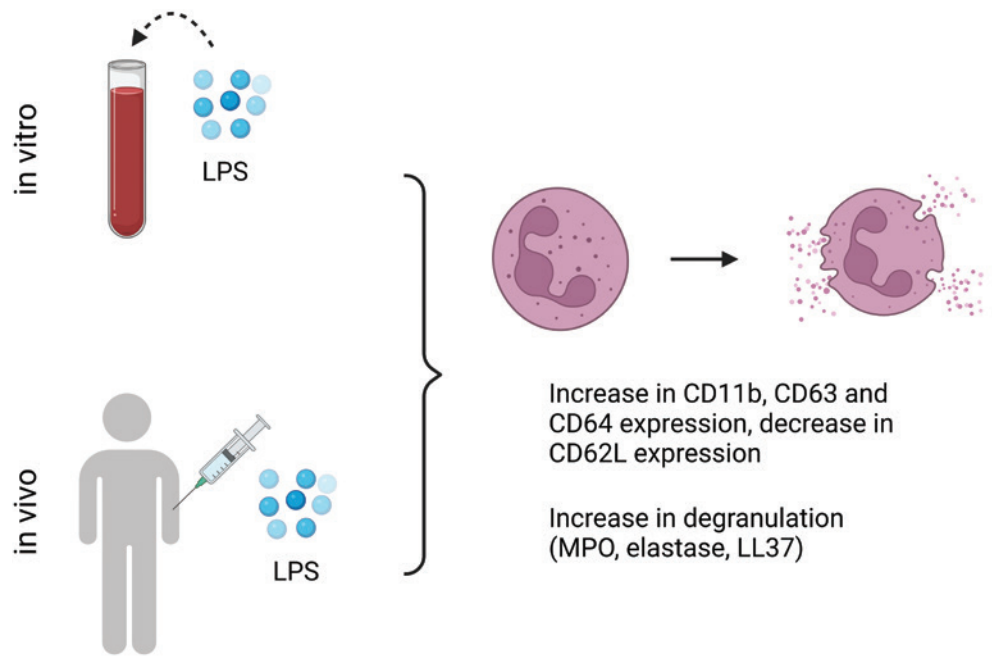 in vitro
LPS
in vivo
LPS
Increase in CD11b, CD63 and
CD64 expression, decrease in
CD62L expression
Increase in degranulation
(MPO, elastase, LL37)